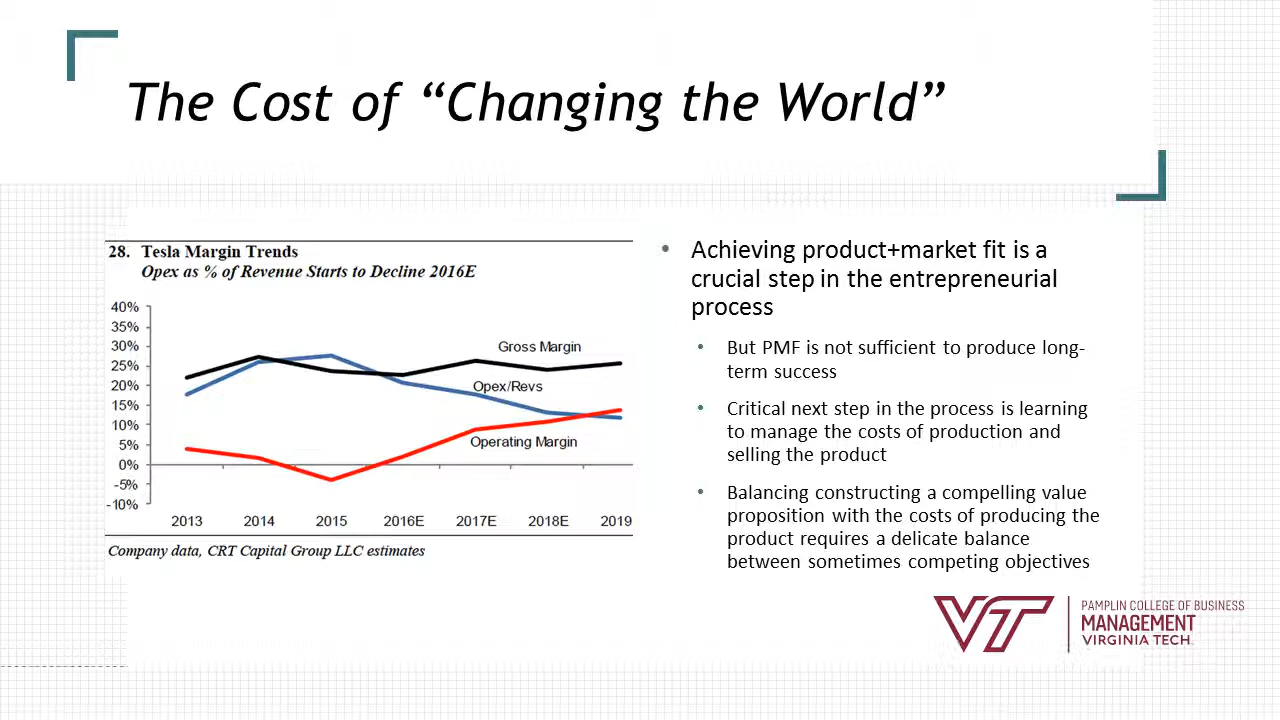 The Cost of “Changing the World”
28. Tesla Margin Trends
Opex as % of Revenue Starts to Decline 2016E
40%
35%
30%
25%
20%
15%
10%
5%
0%
-5%
-10%
Gross Margin
Opex/Revs
Operating Margin
2013 2014 2015 2016E 2017E 2018E 2019
Company data, CRT Capital Group LLC estimates
• Achieving product+market fit is a
crucial step in the entrepreneurial
process
• But PMF is not sufficient to produce long-
term success
• Critical next step in the process is learning
to manage the costs of production and
selling the product
• Balancing constructing a compelling value
proposition with the costs of producing the
product requires a delicate balance
between sometimes competing objectives
VT
PAMPLIN COLLEGE OF BUSINESS
MANAGEMENT
VIRGINIA TECH